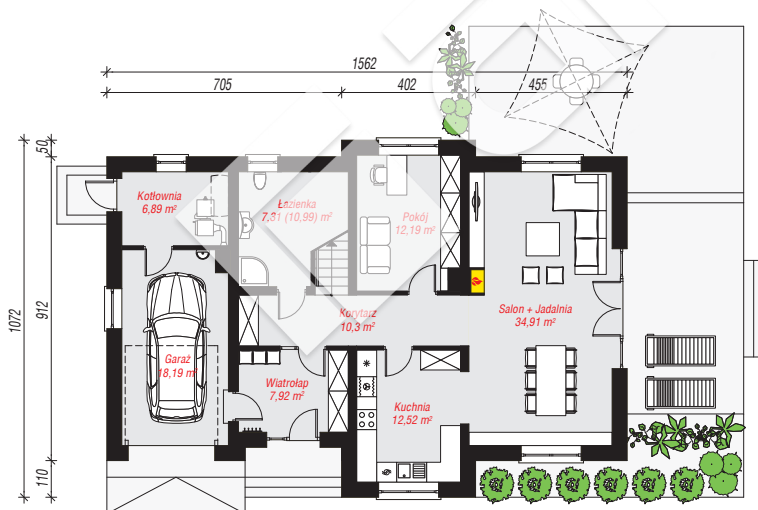 1562
705
402
455
50
1072
912
110
Kotłownia
6,89 m²
Łazienka
7,81 (10,99) m²
Pokój
12,19 m²
Korytarz
10,3 m²
Salon + Jadalnia
34,91 m²
Garaż
18,19 m²
Wiatrołap
7,92 m²
Kuchnia
12,52 m²